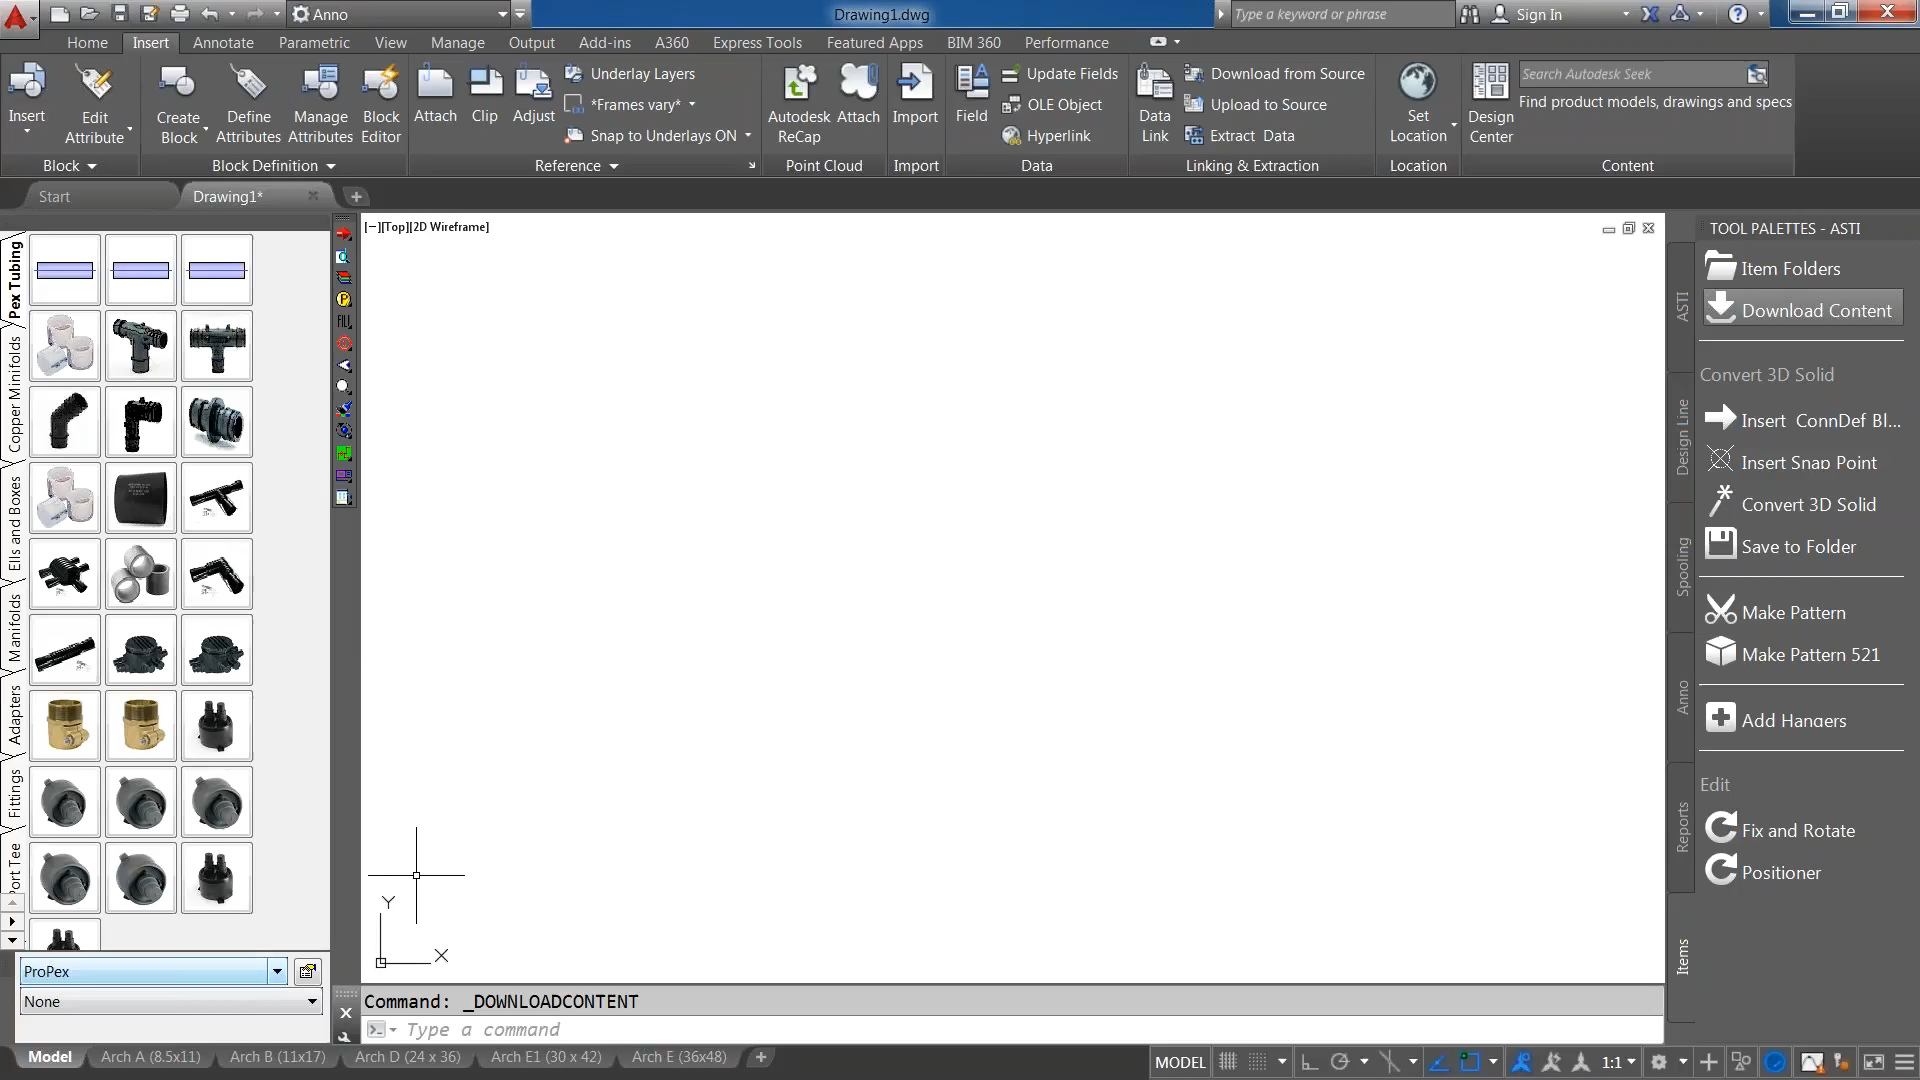 Anno
Drawing1.dwg
Type a keyword or phrase
Sign In
Home
Insert
Annotate
Parametric
View
Manage
Output
Add-ins
A360
Express Tools
Featured Apps
BIM 360
Performance
Insert
Edit
Attribute
Create
Block
Define
Attributes
Manage
Attributes
Block
Editor
Attach
Clip
Adjust
Underlay Layers
*Frames vary*
Snap to Underlays ON
Autodesk
ReCap
Attach
Import
Field
Update Fields
OLE Object
Hyperlink
Data
Link
Download from Source
Upload to Source
Extract Data
Set
Location
Design
Center
Search Autodesk Seek
Find product models, drawings and specs
Block
Block Definition
Reference
Point Cloud
Import
Data
Linking & Extraction
Location
Content
Start
Drawing1*
[−][Top][2D Wireframe]
Pex Tubing
Copper Minifolds
Ells and Boxes
Manifolds
Adapters
Fittings
Port Tee
FILL
Y
X
ProPex
None
Command: _DOWNLOADCONTENT
Type a command
Model
Arch A (8.5x11)
Arch B (11x17)
Arch D (24 x 36)
Arch E1 (30 x 42)
Arch E (36x48)
MODEL
1:1
ASTI
Design Line
Spooling
Anno
Reports
Items
TOOL PALETTES - ASTI
Item Folders
Download Content
Convert 3D Solid
Insert ConnDef Bl...
Insert Snap Point
Convert 3D Solid
Save to Folder
Make Pattern
Make Pattern 521
Add Hangers
Edit
Fix and Rotate
Positioner